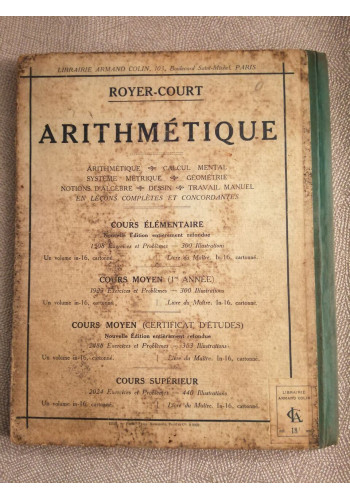 LIBRAIRIE ARMAND COLIN, 103, Boulevard Saint-Michel, PARIS
ROYER-COURT
ARITHMÉTIQUE
ARITHMÉTIQUE CALCUL MENTAL
SYSTÈME MÉTRIQUE GÉOMÉTRIE
NOTIONS D'ALGÈBRE DESSIN TRAVAIL MANUEL
EN LEÇONS COMPLÈTES ET CONCORDANTES
COURS ÉLÉMENTAIRE
Nouvelle Édition entièrement refondue
Exercices et Problèmes — 300 Illustrations
Un volume in-16, cartonné. | Livre du Maître. In-16, cartonné.
COURS MOYEN (1re ANNÉE)
Exercices et Problèmes — 300 Illustrations
Un volume in-16, cartonné. | Livre du Maître. In-16, cartonné.
COURS MOYEN (CERTIFICAT D'ÉTUDES)
Nouvelle Édition entièrement refondue
Exercices et Problèmes — Illustrations
Un volume in-16, cartonné. | Livre du Maître. In-16, cartonné.
COURS SUPÉRIEUR
2024 Exercices et Problèmes — 440 Illustrations
Un volume in-16, cartonné. | Livre du Maître. In-16, cartonné.
LIBRAIRIE
ARMAND COLIN